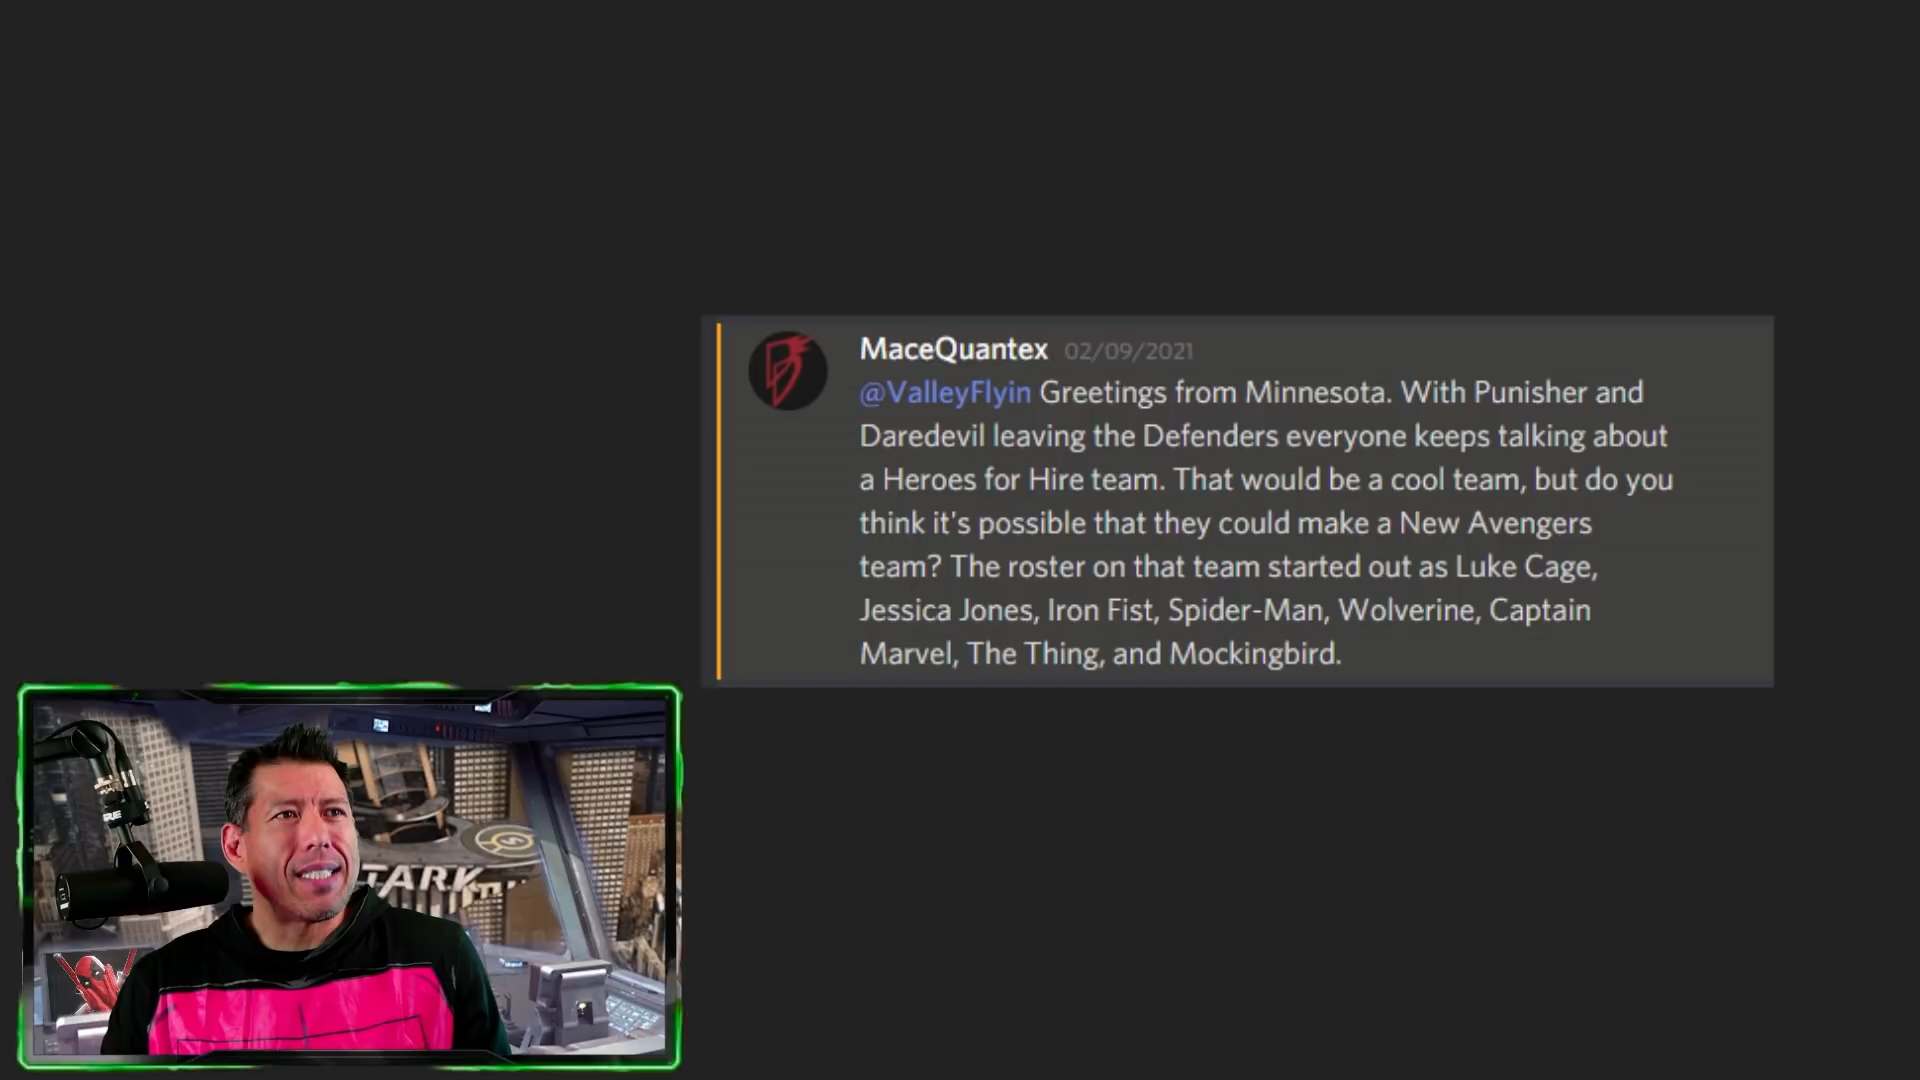 MaceQuantex 02/09/2021
@ValleyFlyin Greetings from Minnesota. With Punisher and
Daredevil leaving the Defenders everyone keeps talking about
a Heroes for Hire team. That would be a cool team, but do you
think it's possible that they could make a New Avengers
team? The roster on that team started out as Luke Cage,
Jessica Jones, Iron Fist, Spider-Man, Wolverine, Captain
Marvel, The Thing, and Mockingbird.
TARK